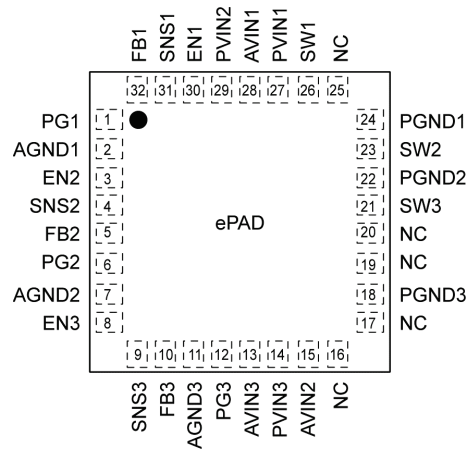 FB1 SNS1 EN1 PVIN2 AVIN1 PVIN1 SW1 NC
32 31 30 29 28 27 26 25
PG1 1 24 PGND1
AGND1 2 23 SW2
EN2 3 22 PGND2
SNS2 4 21 SW3
FB2 5 20 NC
ePAD
PG2 6 19 NC
AGND2 7 18 PGND3
EN3 8 17 NC
9 10 11 12 13 14 15 16
SNS3 FB3 AGND3 PG3 AVIN3 PVIN3 AVIN2 NC